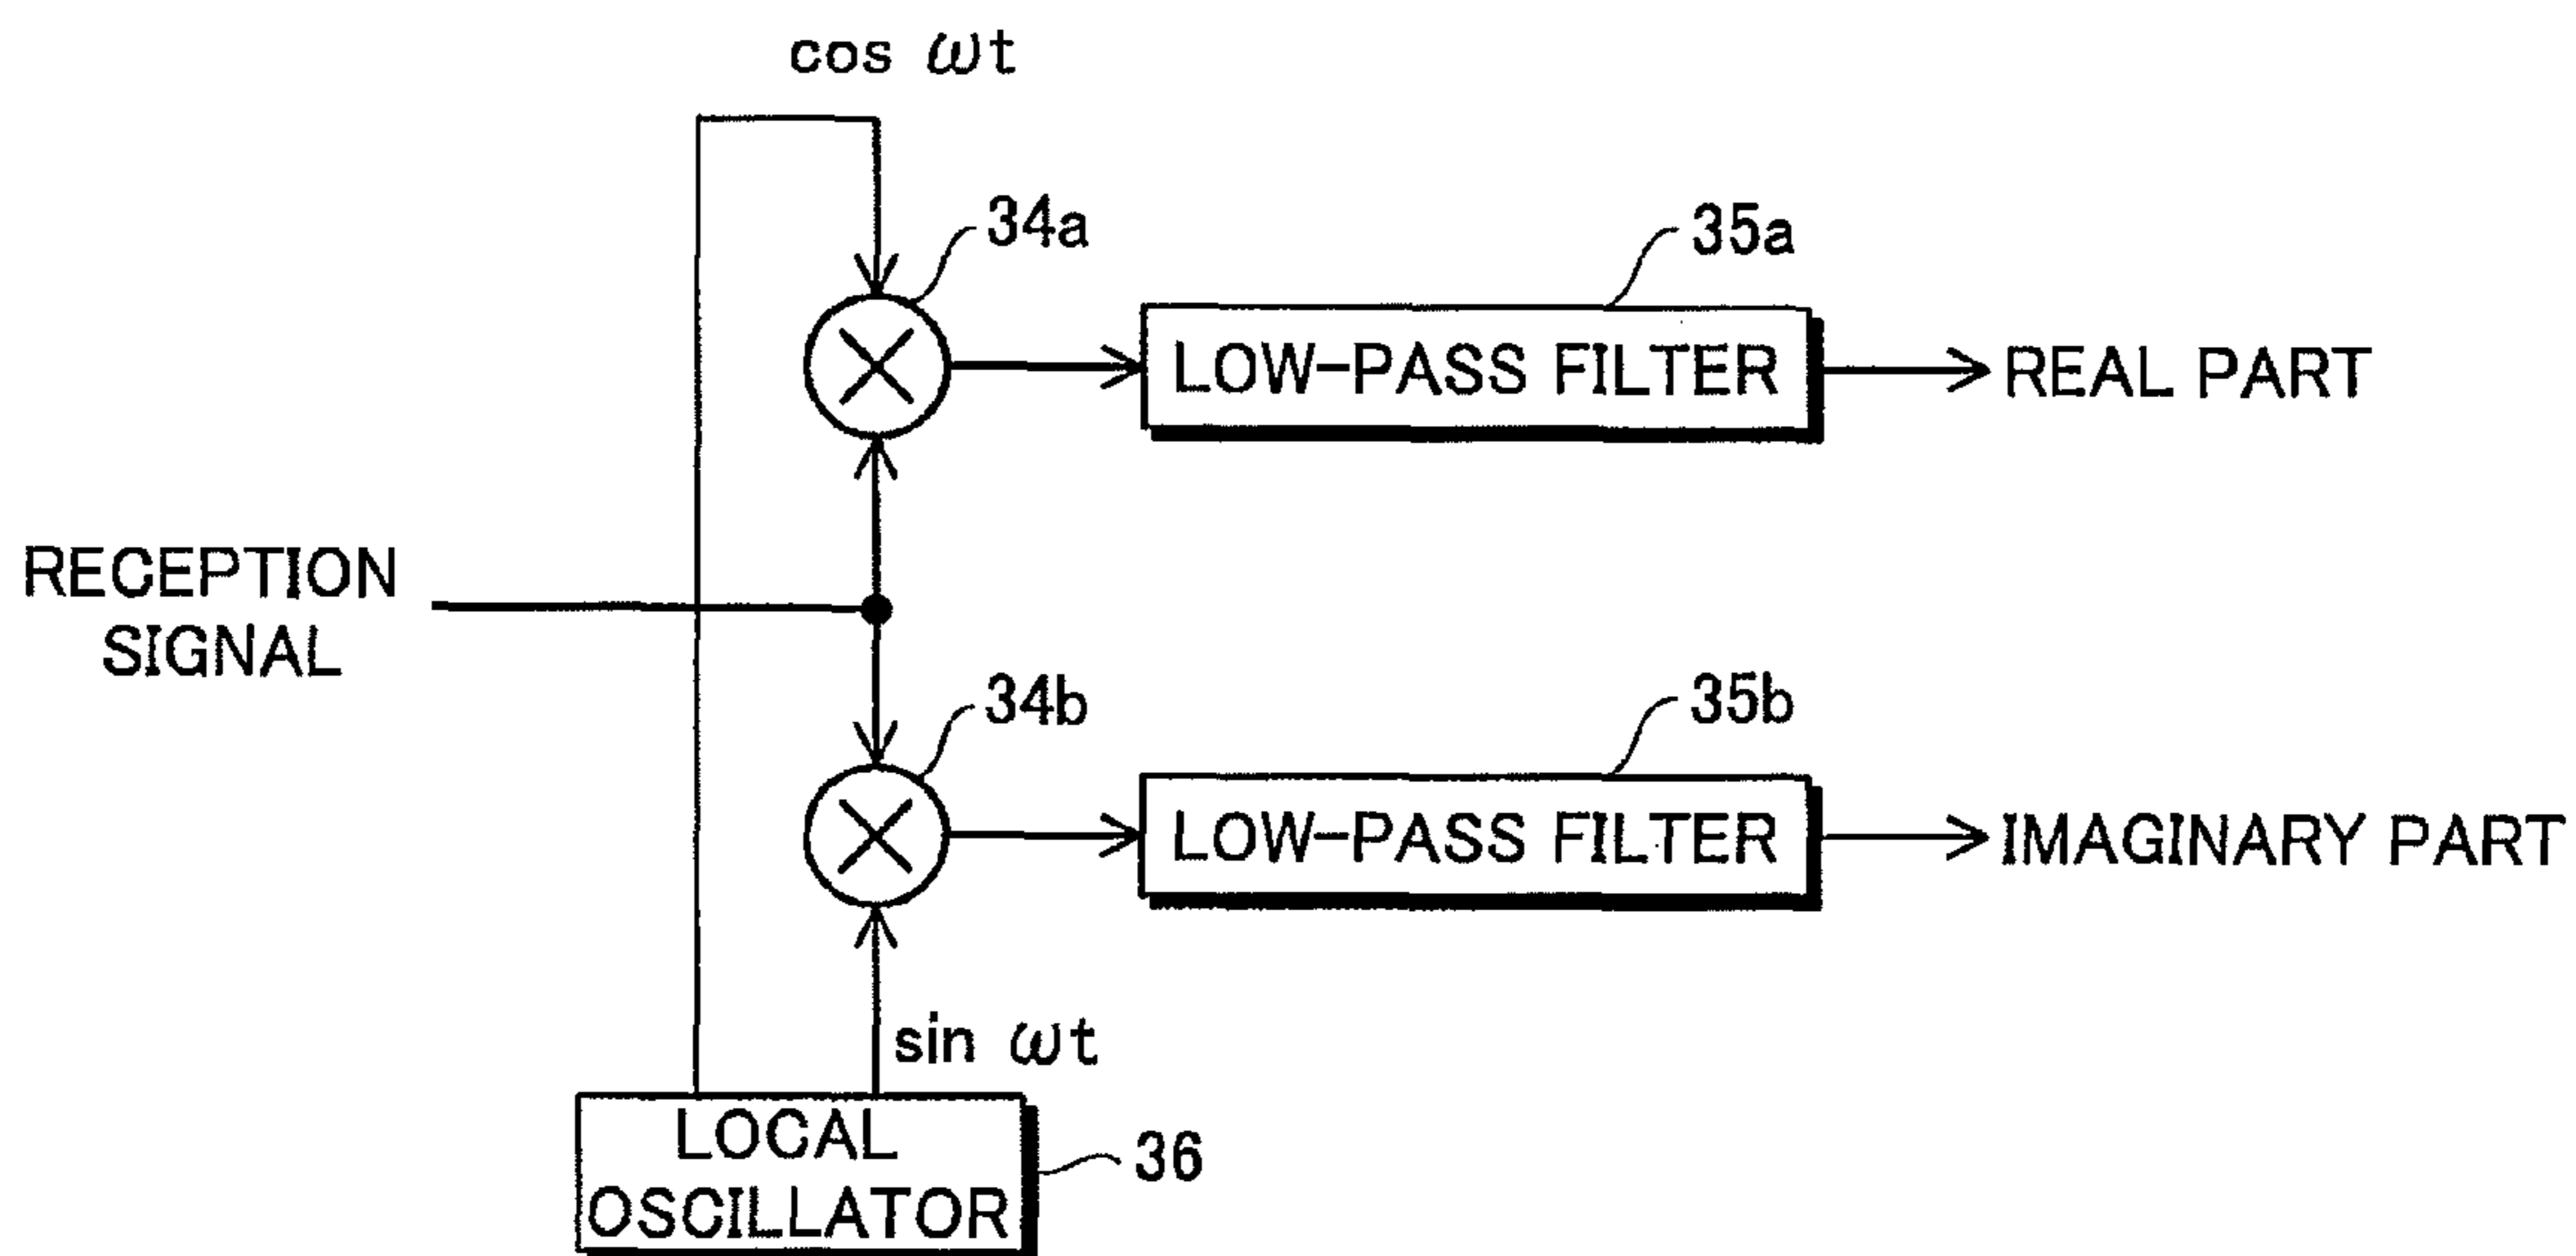 cos ωt
34a
35a
LOW-PASS FILTER
REAL PART
RECEPTION
SIGNAL
34b
35b
LOW-PASS FILTER
IMAGINARY PART
sin ωt
LOCAL
OSCILLATOR
36